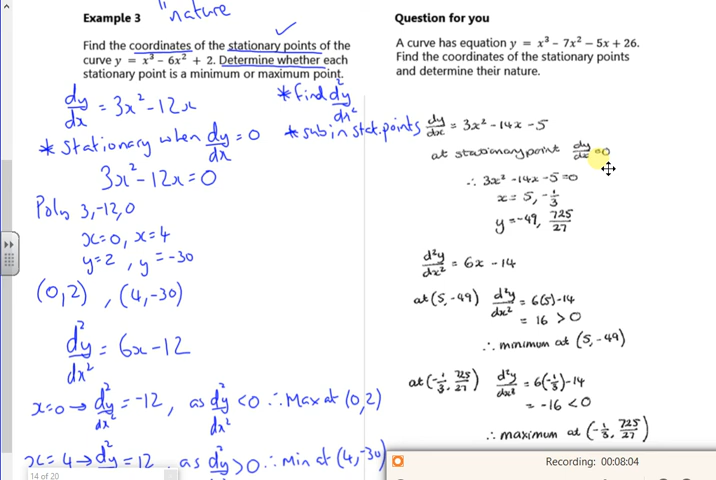 "nature
Example 3
Find the coordinates of the stationary points of the
curve y = x³ − 6x² + 2. Determine whether each
stationary point is a minimum or maximum point.
dy/dx = 3x² − 12x
* Stationary when dy/dx = 0
3x² − 12x = 0
Poly 3, −12, 0
x=0, x=4
y=2, y=−30
(0,2), (4,−30)
d²y/dx² = 6x − 12
x=0 → d²y/dx² = −12, as d²y/dx² < 0 ∴ Max at (0,2)
x=4 → d²y = 12, as d²y > 0 ∴ Min at (4,−30)
14 of 20
* Find d²y/dx²
* sub in stat. points
Question for you
A curve has equation y = x³ − 7x² − 5x + 26.
Find the coordinates of the stationary points
and determine their nature.
dy/dx = 3x² − 14x − 5
at stationary point dy/dx = 0
∴ 3x² − 14x − 5 = 0
x = 5, −1/3
y = −49, 725/27
d²y/dx² = 6x − 14
at (5, −49) d²y/dx² = 6(5) − 14
= 16 > 0
∴ minimum at (5, −49)
at (−1/3, 725/27) d²y/dx² = 6(−1/3) − 14
= −16 < 0
∴ maximum at (−1/3, 725/27)
Recording: 00:08:04